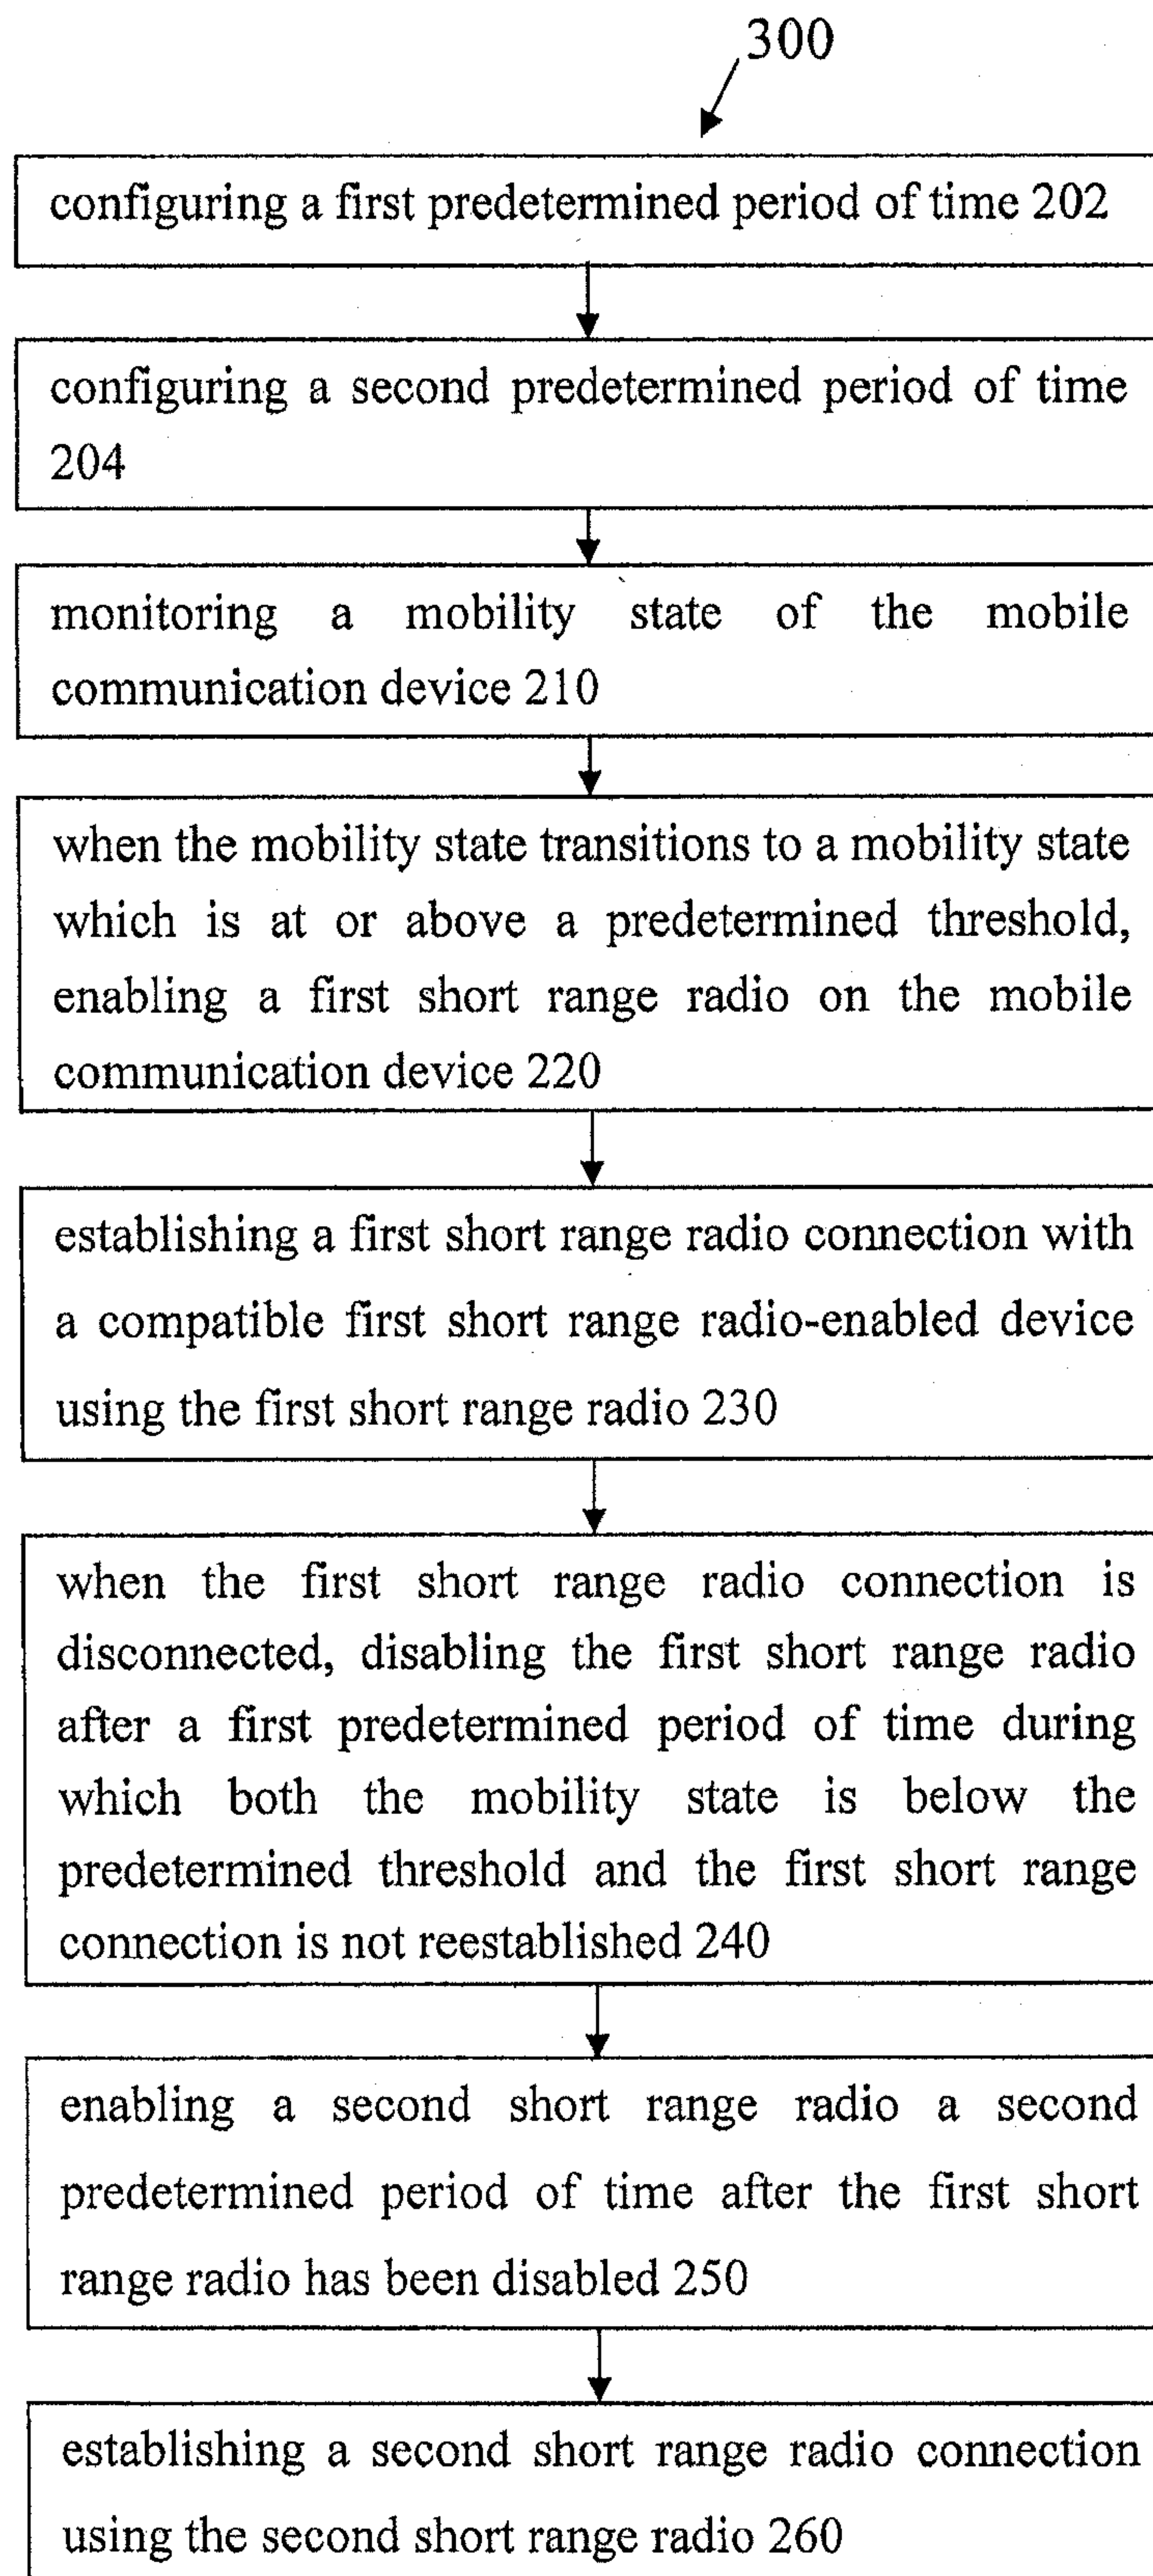 300
configuring a first predetermined period of time 202
configuring a second predetermined period of time
204
monitoring a mobility state of the mobile
communication device 210
when the mobility state transitions to a mobility state
which is at or above a predetermined threshold,
enabling a first short range radio on the mobile
communication device 220
establishing a first short range radio connection with
a compatible first short range radio-enabled device
using the first short range radio 230
when the first short range radio connection is
disconnected, disabling the first short range radio
after a first predetermined period of time during
which both the mobility state is below the
predetermined threshold and the first short range
connection is not reestablished 240
enabling a second short range radio a second
predetermined period of time after the first short
range radio has been disabled 250
establishing a second short range radio connection
using the second short range radio 260